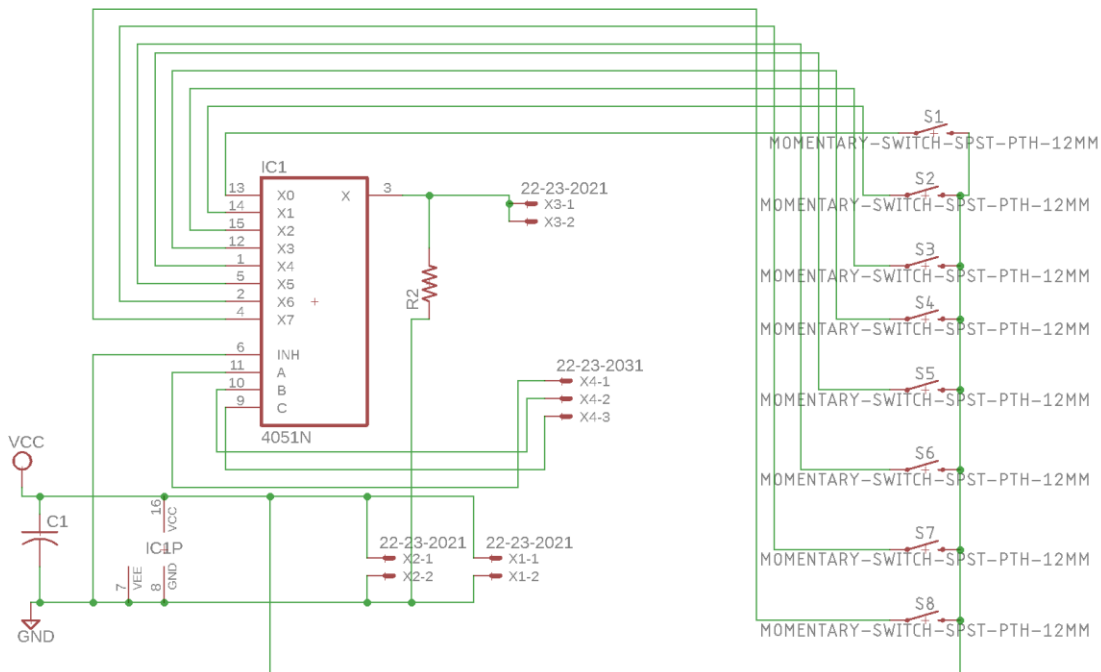 S1
MOMENTARY-SWITCH-SPST-PTH-12MM
IC1
22-23-2021
S2
13 X0 X 3
X3-1
MOMENTARY-SWITCH-SPST-PTH-12MM
14 X1
X3-2
15 X2
12 X3
S3
1 X4
MOMENTARY-SWITCH-SPST-PTH-12MM
5 X5
2 X6
R2
S4
4 X7
MOMENTARY-SWITCH-SPST-PTH-12MM
6 INH
11 A
22-23-2031
10 B
X4-1
S5
9 C
X4-2
MOMENTARY-SWITCH-SPST-PTH-12MM
X4-3
4051N
VCC
S6
MOMENTARY-SWITCH-SPST-PTH-12MM
16
VCC
C1
IC1P
22-23-2021
22-23-2021
S7
X2-1
X1-1
MOMENTARY-SWITCH-SPST-PTH-12MM
X2-2
X1-2
7
VEE
8
GND
S8
GND
MOMENTARY-SWITCH-SPST-PTH-12MM